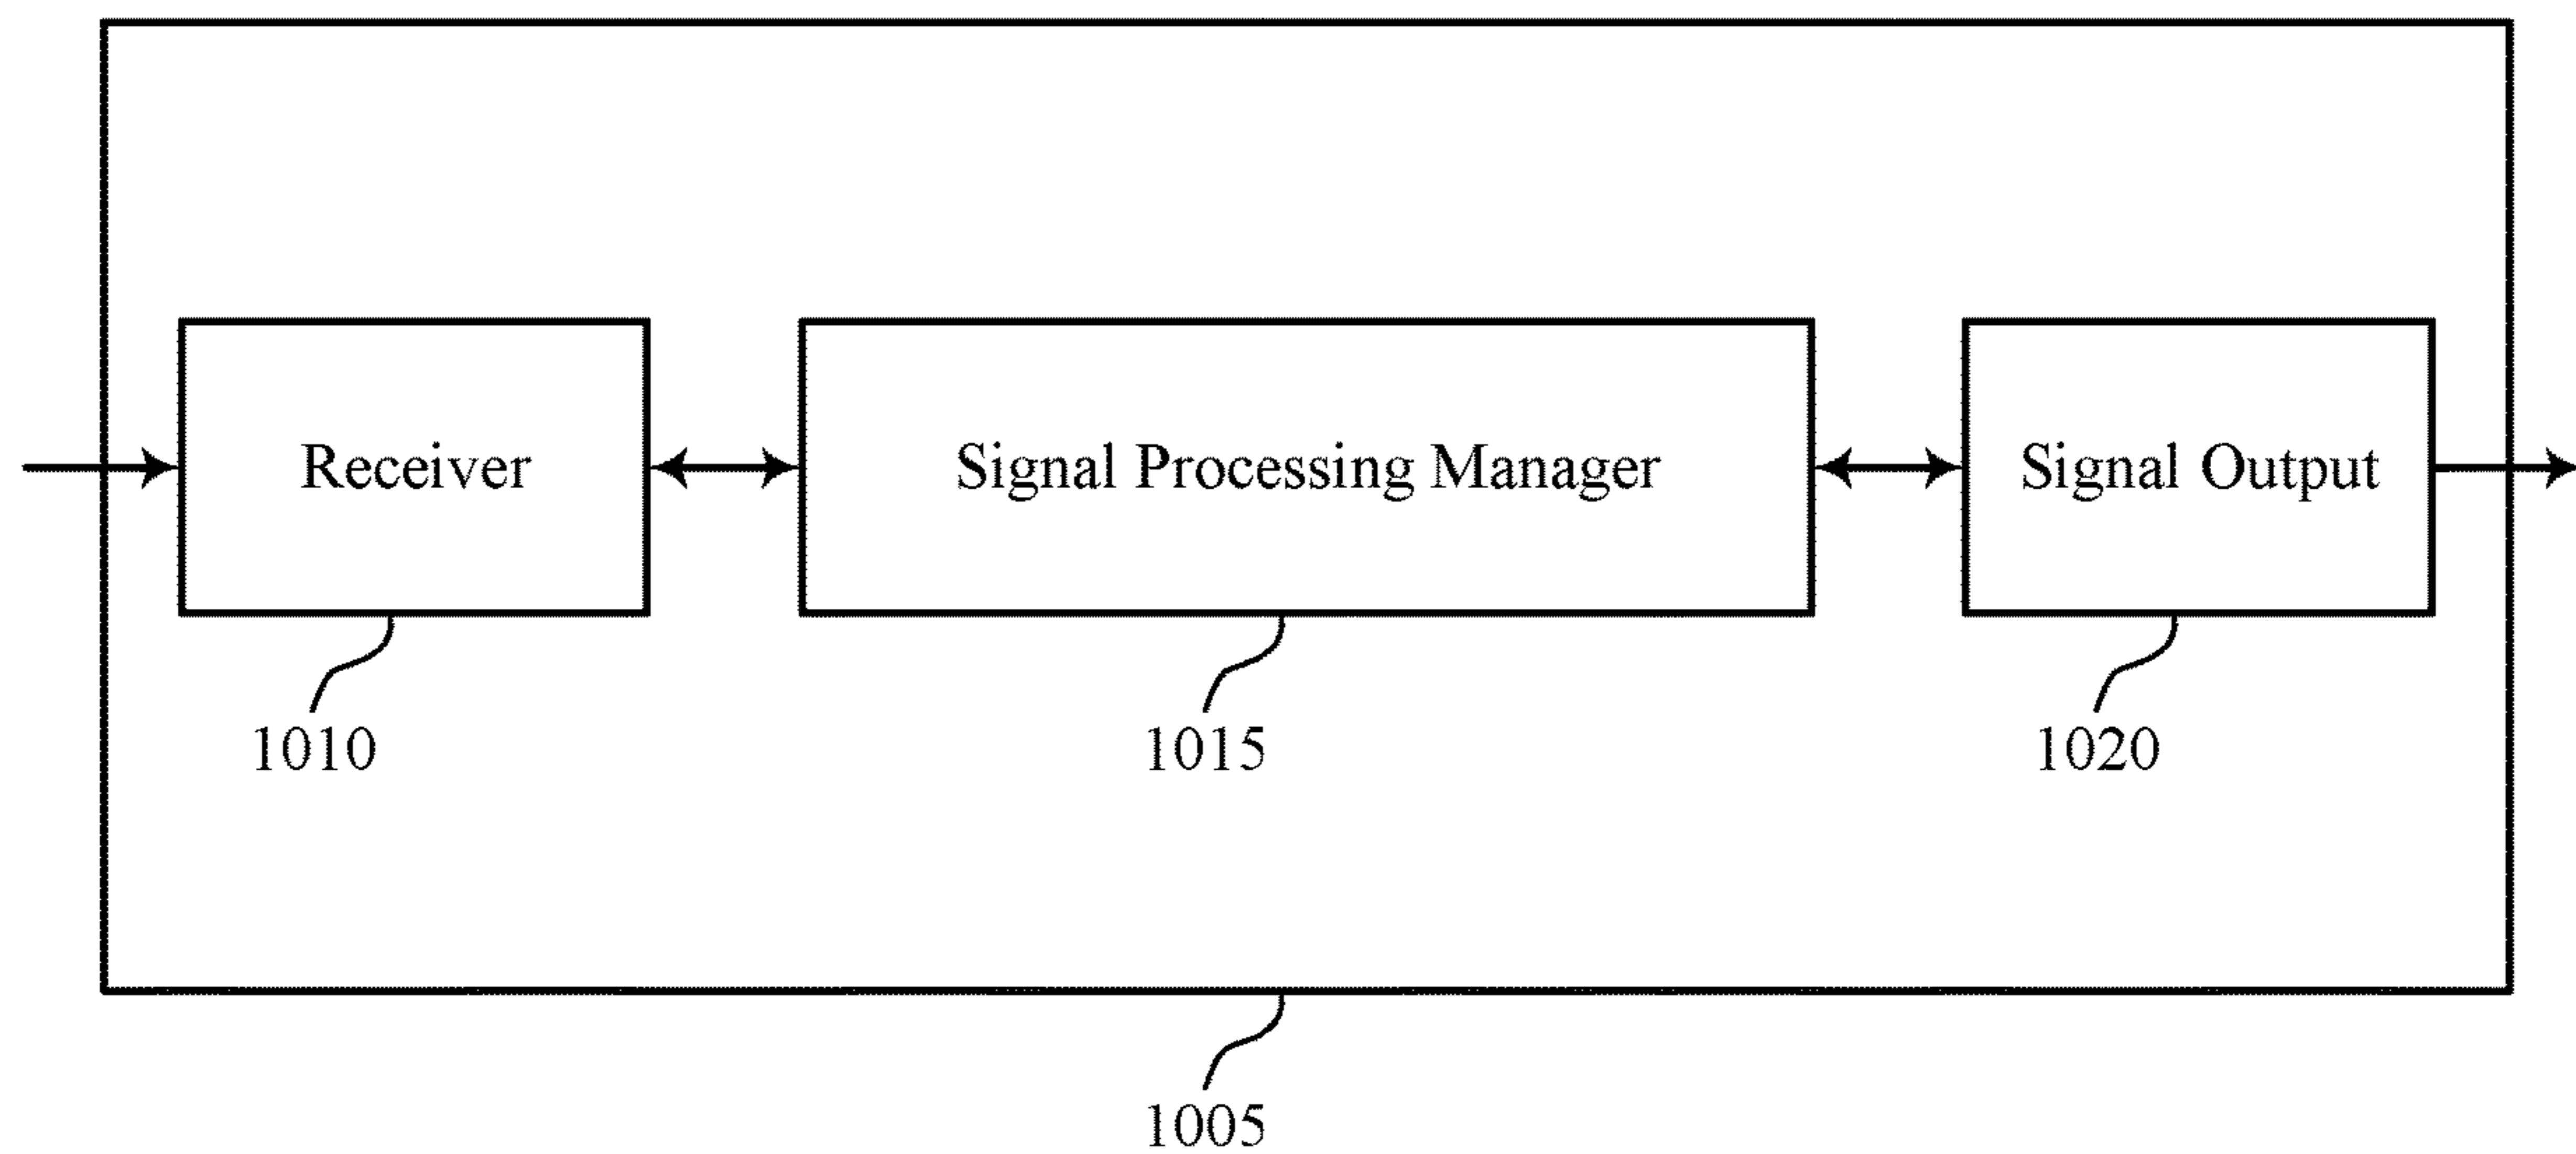 Receiver
Signal Processing Manager
Signal Output
1010
1015
1020
1005